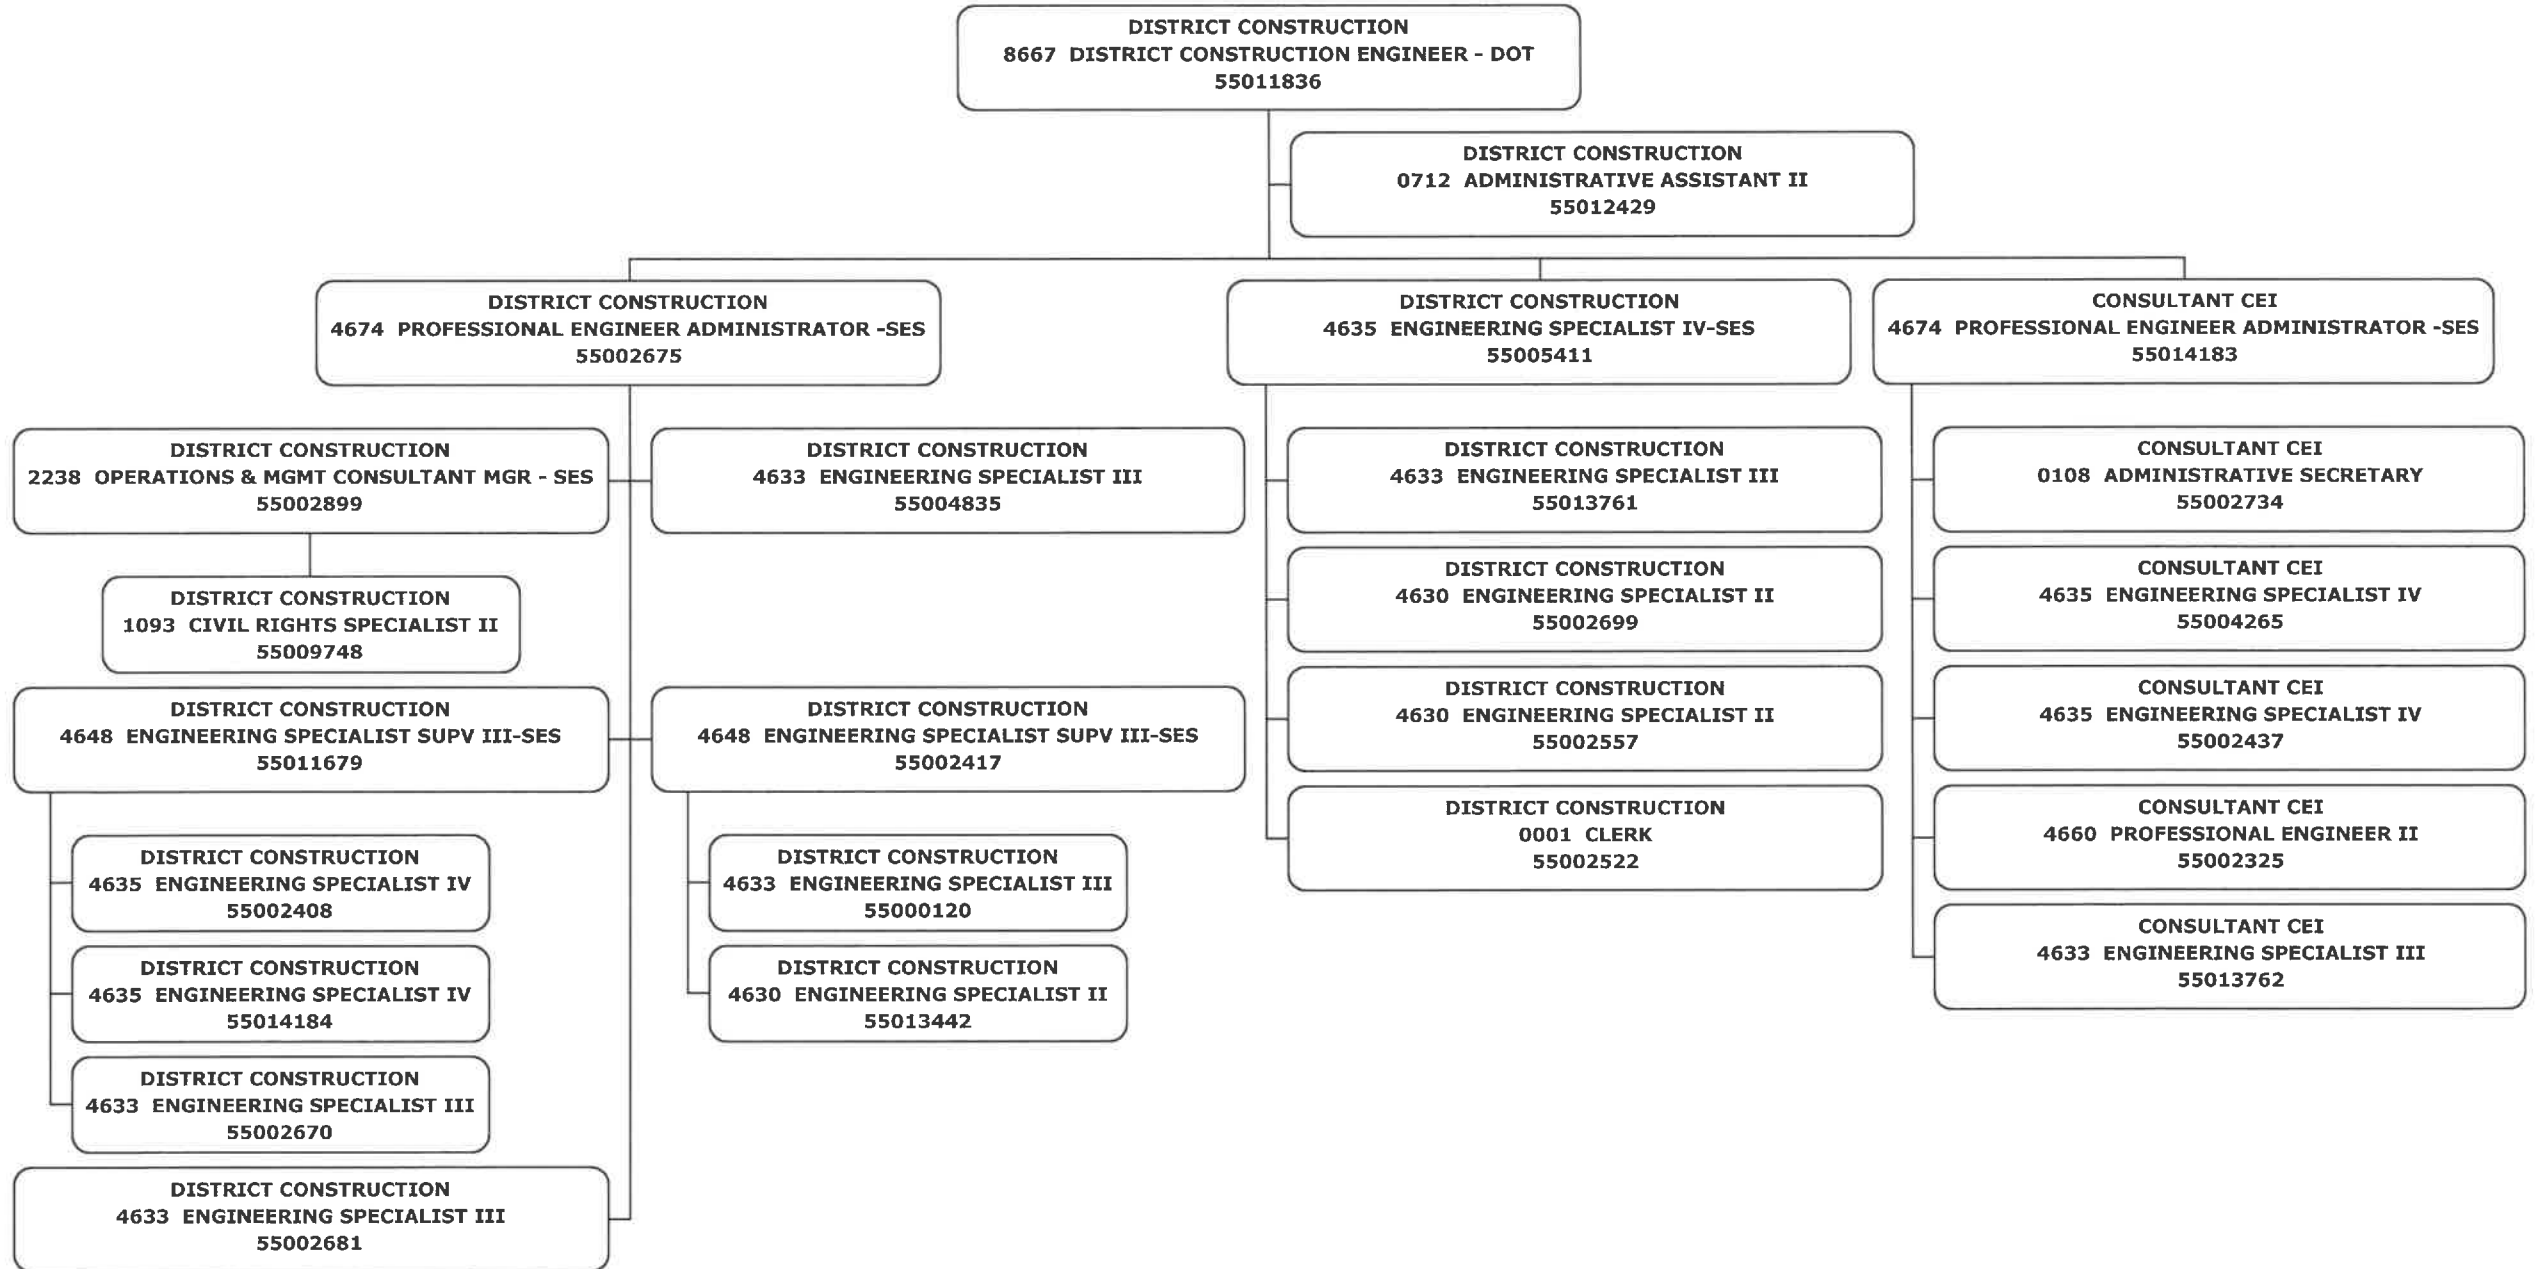 DISTRICT CONSTRUCTION
8667 DISTRICT CONSTRUCTION ENGINEER - DOT
55011836
DISTRICT CONSTRUCTION
0712 ADMINISTRATIVE ASSISTANT II
55012429
DISTRICT CONSTRUCTION
4674 PROFESSIONAL ENGINEER ADMINISTRATOR -SES
55002675
DISTRICT CONSTRUCTION
2238 OPERATIONS & MGMT CONSULTANT MGR - SES
55002899
DISTRICT CONSTRUCTION
4633 ENGINEERING SPECIALIST III
55004835
DISTRICT CONSTRUCTION
1093 CIVIL RIGHTS SPECIALIST II
55009748
DISTRICT CONSTRUCTION
4648 ENGINEERING SPECIALIST SUPV III-SES
55011679
DISTRICT CONSTRUCTION
4635 ENGINEERING SPECIALIST IV
55002408
DISTRICT CONSTRUCTION
4635 ENGINEERING SPECIALIST IV
55014184
DISTRICT CONSTRUCTION
4633 ENGINEERING SPECIALIST III
55002670
DISTRICT CONSTRUCTION
4648 ENGINEERING SPECIALIST SUPV III-SES
55002417
DISTRICT CONSTRUCTION
4633 ENGINEERING SPECIALIST III
55000120
DISTRICT CONSTRUCTION
4630 ENGINEERING SPECIALIST II
55013442
DISTRICT CONSTRUCTION
4633 ENGINEERING SPECIALIST III
55002681
DISTRICT CONSTRUCTION
4635 ENGINEERING SPECIALIST IV-SES
55005411
DISTRICT CONSTRUCTION
4633 ENGINEERING SPECIALIST III
55013761
DISTRICT CONSTRUCTION
4630 ENGINEERING SPECIALIST II
55002699
DISTRICT CONSTRUCTION
4630 ENGINEERING SPECIALIST II
55002557
DISTRICT CONSTRUCTION
0001 CLERK
55002522
CONSULTANT CEI
4674 PROFESSIONAL ENGINEER ADMINISTRATOR -SES
55014183
CONSULTANT CEI
0108 ADMINISTRATIVE SECRETARY
55002734
CONSULTANT CEI
4635 ENGINEERING SPECIALIST IV
55004265
CONSULTANT CEI
4635 ENGINEERING SPECIALIST IV
55002437
CONSULTANT CEI
4660 PROFESSIONAL ENGINEER II
55002325
CONSULTANT CEI
4633 ENGINEERING SPECIALIST III
55013762